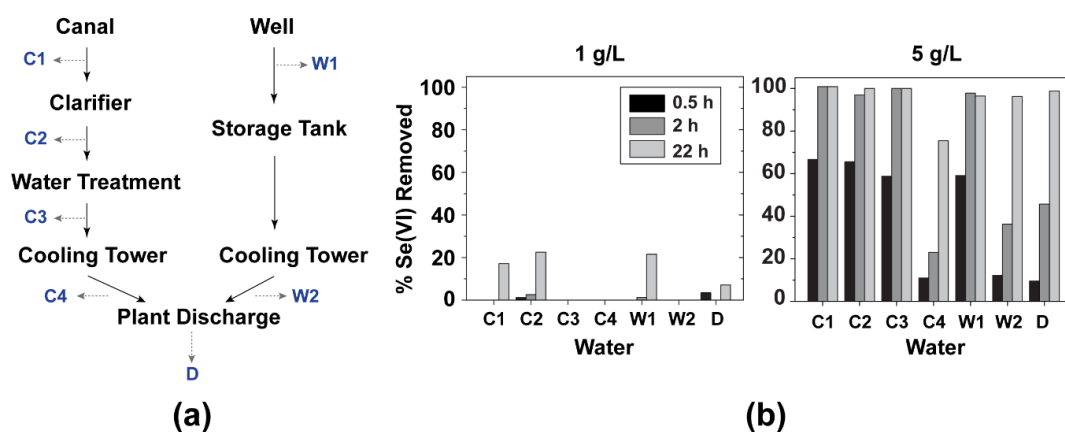 Canal
Well
C1
W1
Clarifier
C2
Storage Tank
Water Treatment
C3
Cooling Tower
Cooling Tower
C4
W2
Plant Discharge
D
(a)
1 g/L
5 g/L
% Se(VI) Removed
100
80
60
40
20
0
0.5 h
2 h
22 h
C1 C2 C3 C4 W1 W2 D
Water
100
80
60
40
20
0
C1 C2 C3 C4 W1 W2 D
Water
(b)